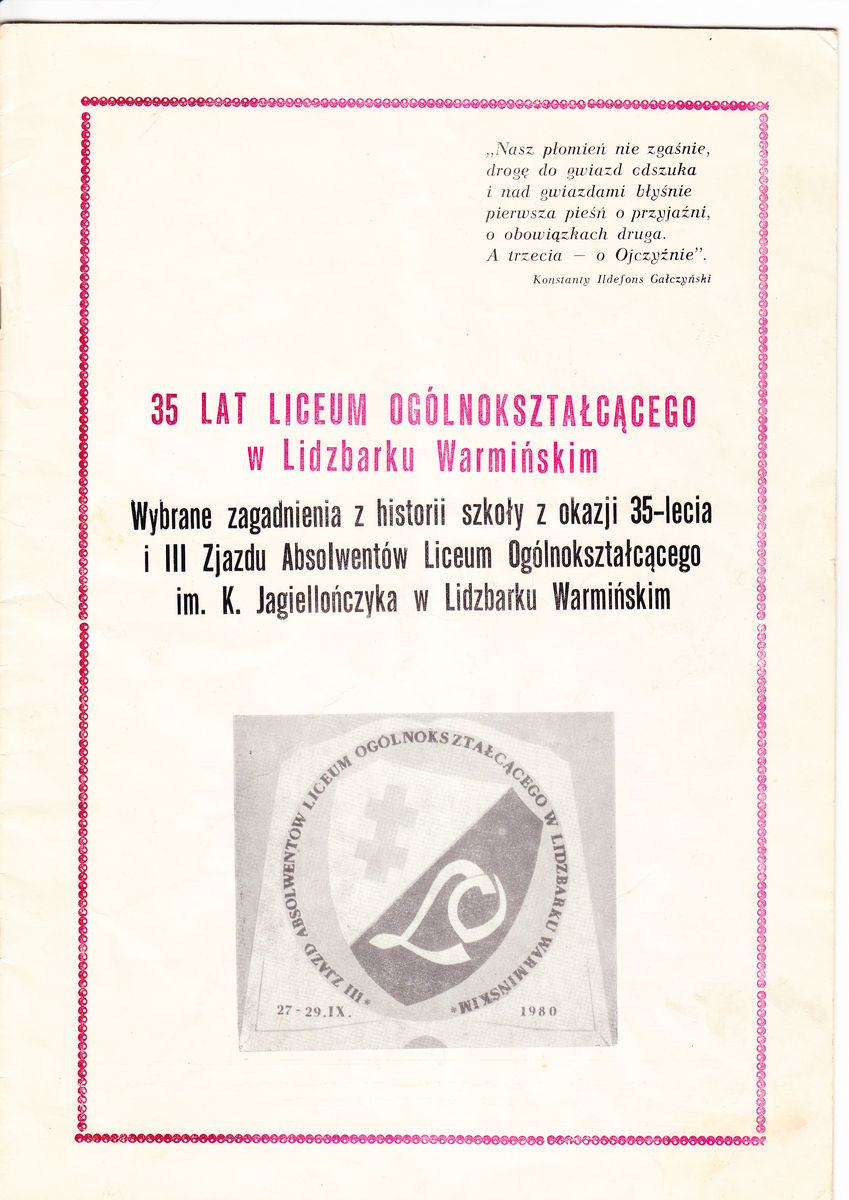 „Nasz płomień nie zgaśnie,
drogę do gwiazd cdszuka
i nad gwiazdami błyśnie
pierwsza pieśń o przyjaźni,
o obowiązkach druga.
A trzecia — o Ojczyźnie”.
Konstanty Ildefons Gałczyński
35 LAT LICEUM OGÓLNOKSZTAŁCĄCEGO
w Lidzbarku Warmińskim
Wybrane zagadnienia z historii szkoły z okazji 35-lecia
i III Zjazdu Absolwentów Liceum Ogólnokształcącego
im. K. Jagiellończyka w Lidzbarku Warmińskim
* III ZJAZD ABSOLWENTÓW LICEUM OGÓLNOKSZTAŁCĄCEGO W LIDZBARKU WARMIŃSKIM *
LO
27-29.IX. 1980